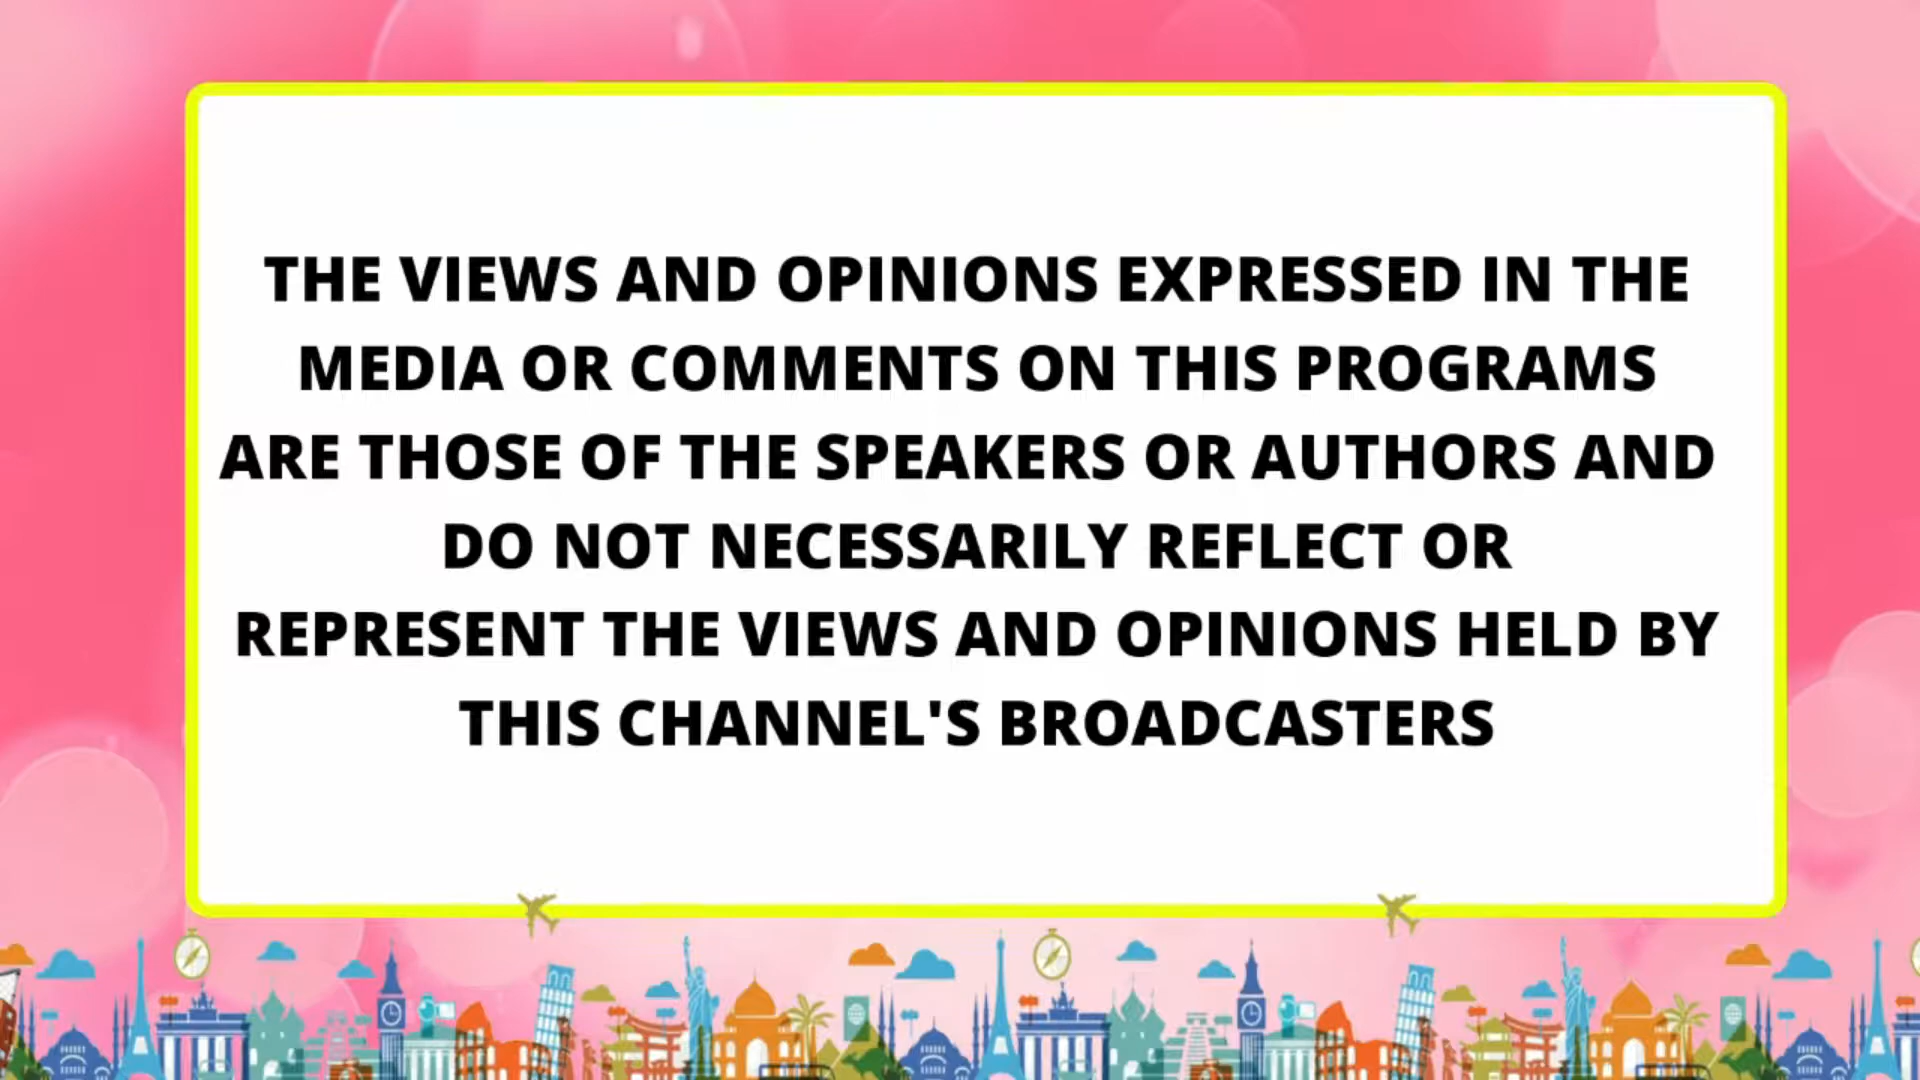 THE VIEWS AND OPINIONS EXPRESSED IN THE
MEDIA OR COMMENTS ON THIS PROGRAMS
ARE THOSE OF THE SPEAKERS OR AUTHORS AND
DO NOT NECESSARILY REFLECT OR
REPRESENT THE VIEWS AND OPINIONS HELD BY
THIS CHANNEL'S BROADCASTERS